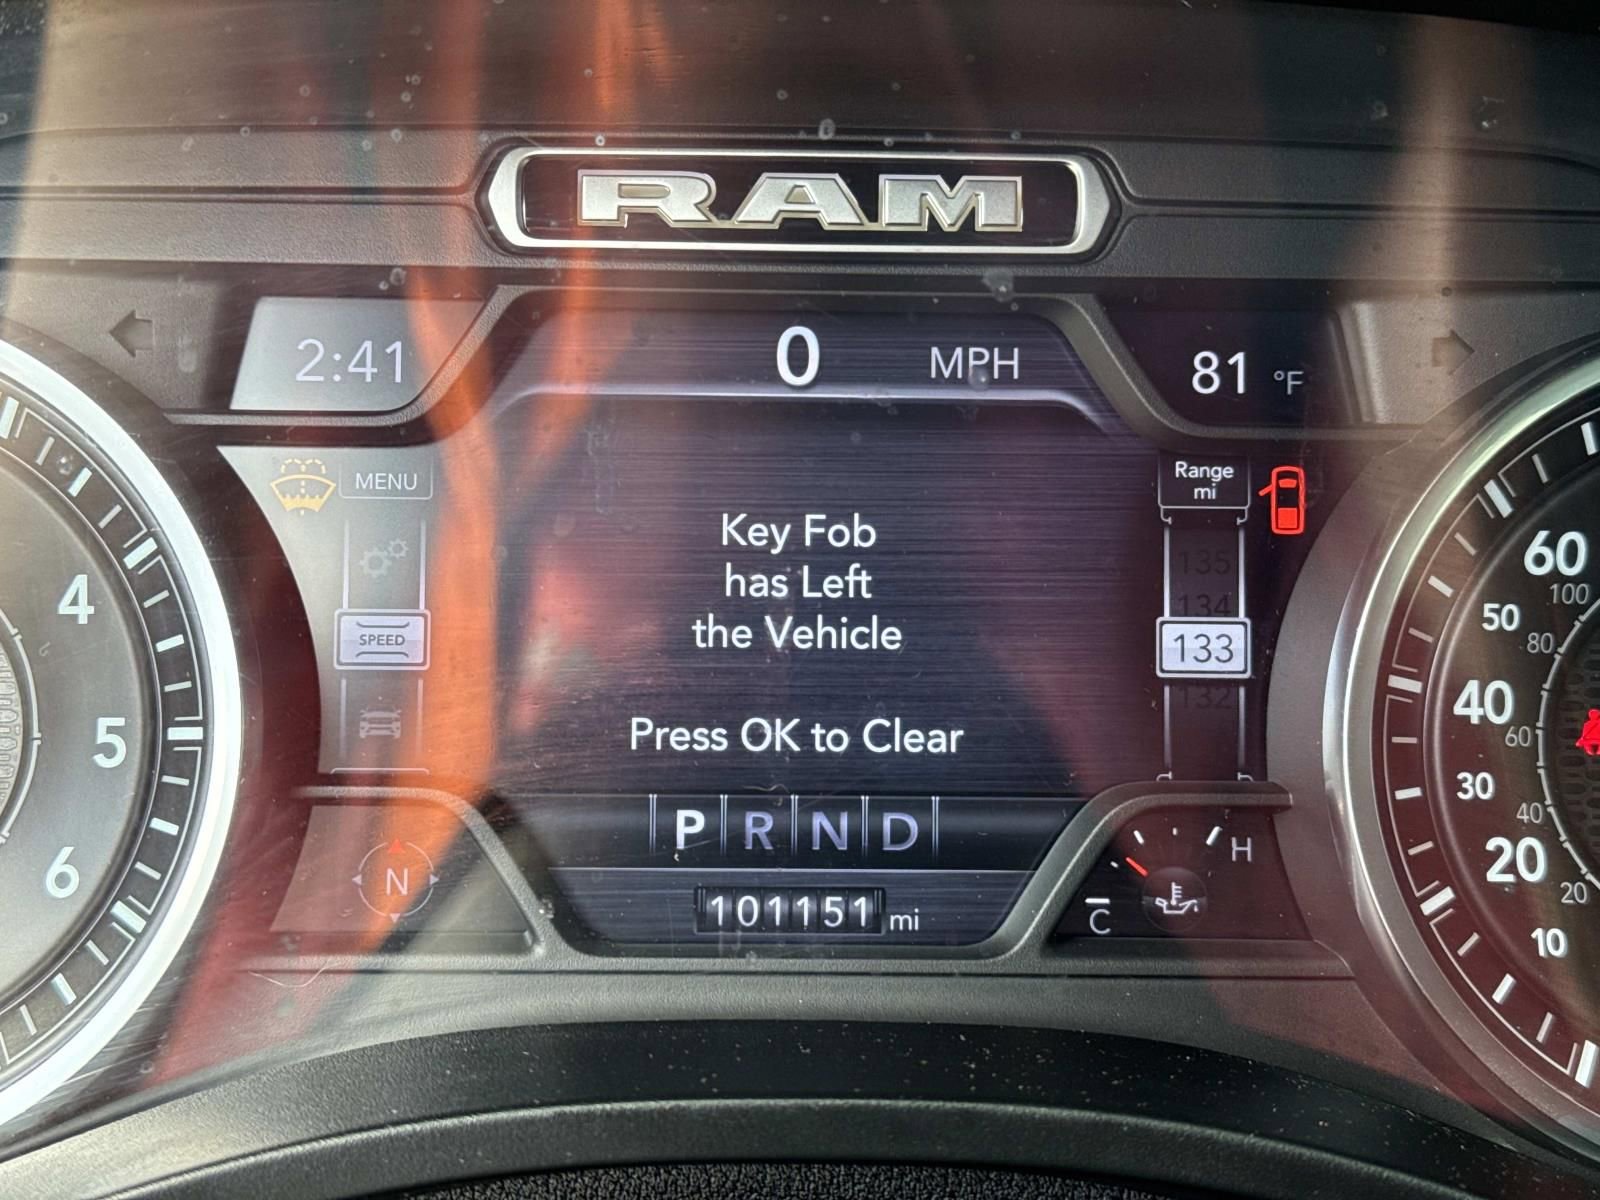 RAM
2:41
0 MPH
81 °F
MENU
Range
mi
Key Fob
has Left
the Vehicle
Press OK to Clear
SPEED
135
134
133
132
P R N D
N
101151 mi
C
H
4
5
6
60
100
50
80
40
60
30
40
20
20
10